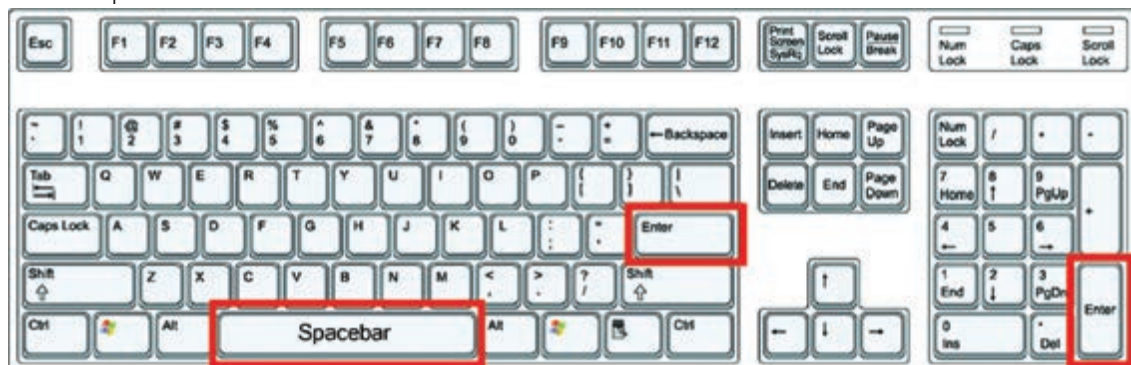 Esc F1 F2 F3 F4 F5 F6 F7 F8 F9 F10 F11 F12 Print Screen SysRq Scroll Lock Pause Break Num Lock Caps Lock Scroll Lock
~ ! 1 @ 2 # 3 $ 4 % 5 ^ 6 & 7 * 8 ( 9 ) 0 - + = ←Backspace Insert Home Page Up Num Lock / -
Tab Q W E R T Y U I O P { [ } ] | \ Delete End Page Down 7 Home 8 ↑ 9 PgUp +
Caps Lock A S D F G H J K L : ; Enter 4 ← 5 6 →
Shift Z X C V B N M < , > . ? / Shift ↑ 1 End 2 ↓ 3 PgDn Enter
Ctrl Alt Spacebar Alt Ctrl ← ↓ → 0 Ins . Del